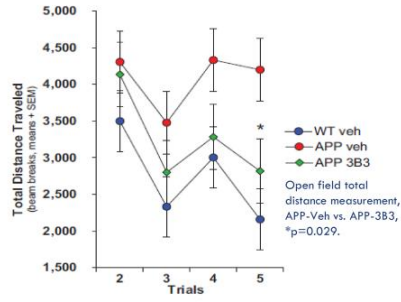 5,000
4,500
4,000
3,500
3,000
2,500
2,000
1,500
Total Distance Traveled
(beam breaks, means + SEM)
2 3 4 5
Trials
*
WT veh
APP veh
APP 3B3
Open field total
distance measurement,
APP-Veh vs. APP-3B3,
*p=0.029.